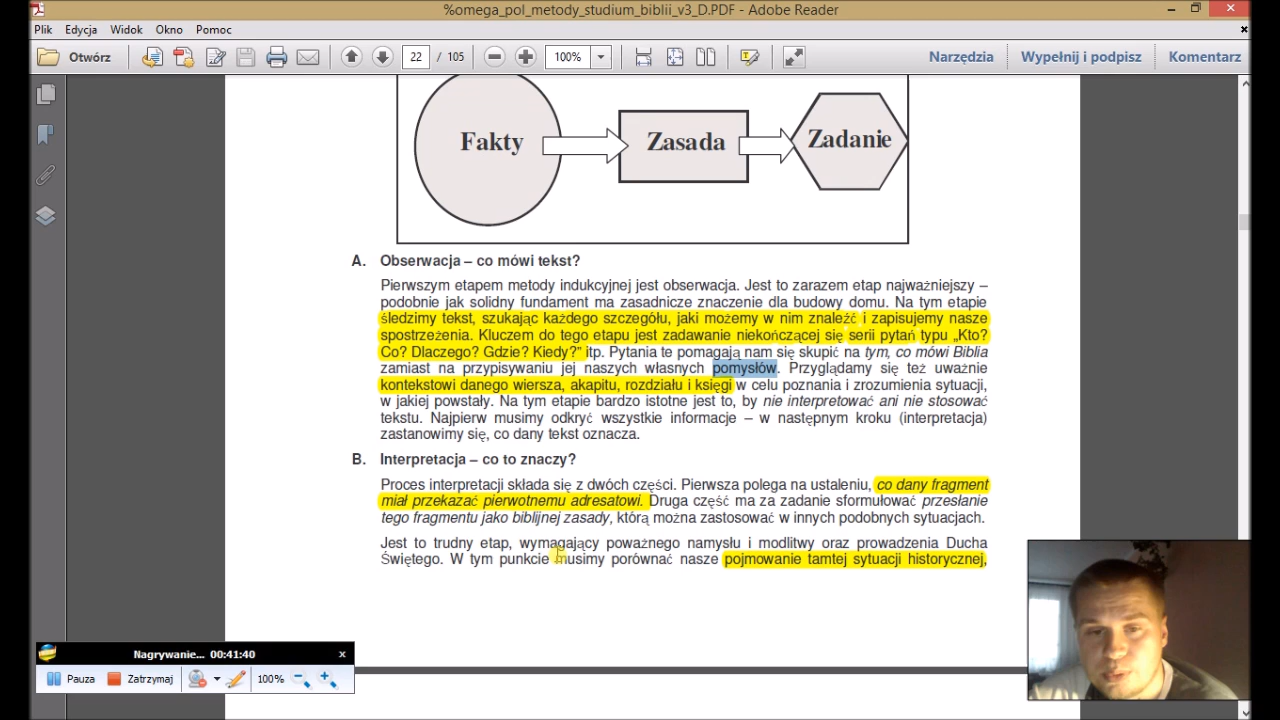 %omega_pol_metody_studium_biblii_v3_D.PDF - Adobe Reader
Plik Edycja Widok Okno Pomoc
Otwórz 22 / 105 100% Narzędzia Wypełnij i podpisz Komentarz
Fakty Zasada Zadanie
A. Obserwacja – co mówi tekst?
Pierwszym etapem metody indukcyjnej jest obserwacja. Jest to zarazem etap najważniejszy –
podobnie jak solidny fundament ma zasadnicze znaczenie dla budowy domu. Na tym etapie
śledzimy tekst, szukając każdego szczegółu, jaki możemy w nim znaleźć i zapisujemy nasze
spostrzeżenia. Kluczem do tego etapu jest zadawanie niekończącej się serii pytań typu „Kto?
Co? Dlaczego? Gdzie? Kiedy?” itp. Pytania te pomagają nam się skupić na tym, co mówi Biblia
zamiast na przypisywaniu jej naszych własnych pomysłów. Przyglądamy się też uważnie
kontekstowi danego wiersza, akapitu, rozdziału i księgi w celu poznania i zrozumienia sytuacji,
w jakiej powstały. Na tym etapie bardzo istotne jest to, by nie interpretować ani nie stosować
tekstu. Najpierw musimy odkryć wszystkie informacje – w następnym kroku (interpretacja)
zastanowimy się, co dany tekst oznacza.
B. Interpretacja – co to znaczy?
Proces interpretacji składa się z dwóch części. Pierwsza polega na ustaleniu, co dany fragment
miał przekazać pierwotnemu adresatowi. Druga część ma za zadanie sformułować przesłanie
tego fragmentu jako biblijnej zasady, którą można zastosować w innych podobnych sytuacjach.
Jest to trudny etap, wymagający poważnego namysłu i modlitwy oraz prowadzenia Ducha
Świętego. W tym punkcie musimy porównać nasze pojmowanie tamtej sytuacji historycznej,
Nagrywanie... 00:41:40
Pauza Zatrzymaj 100%